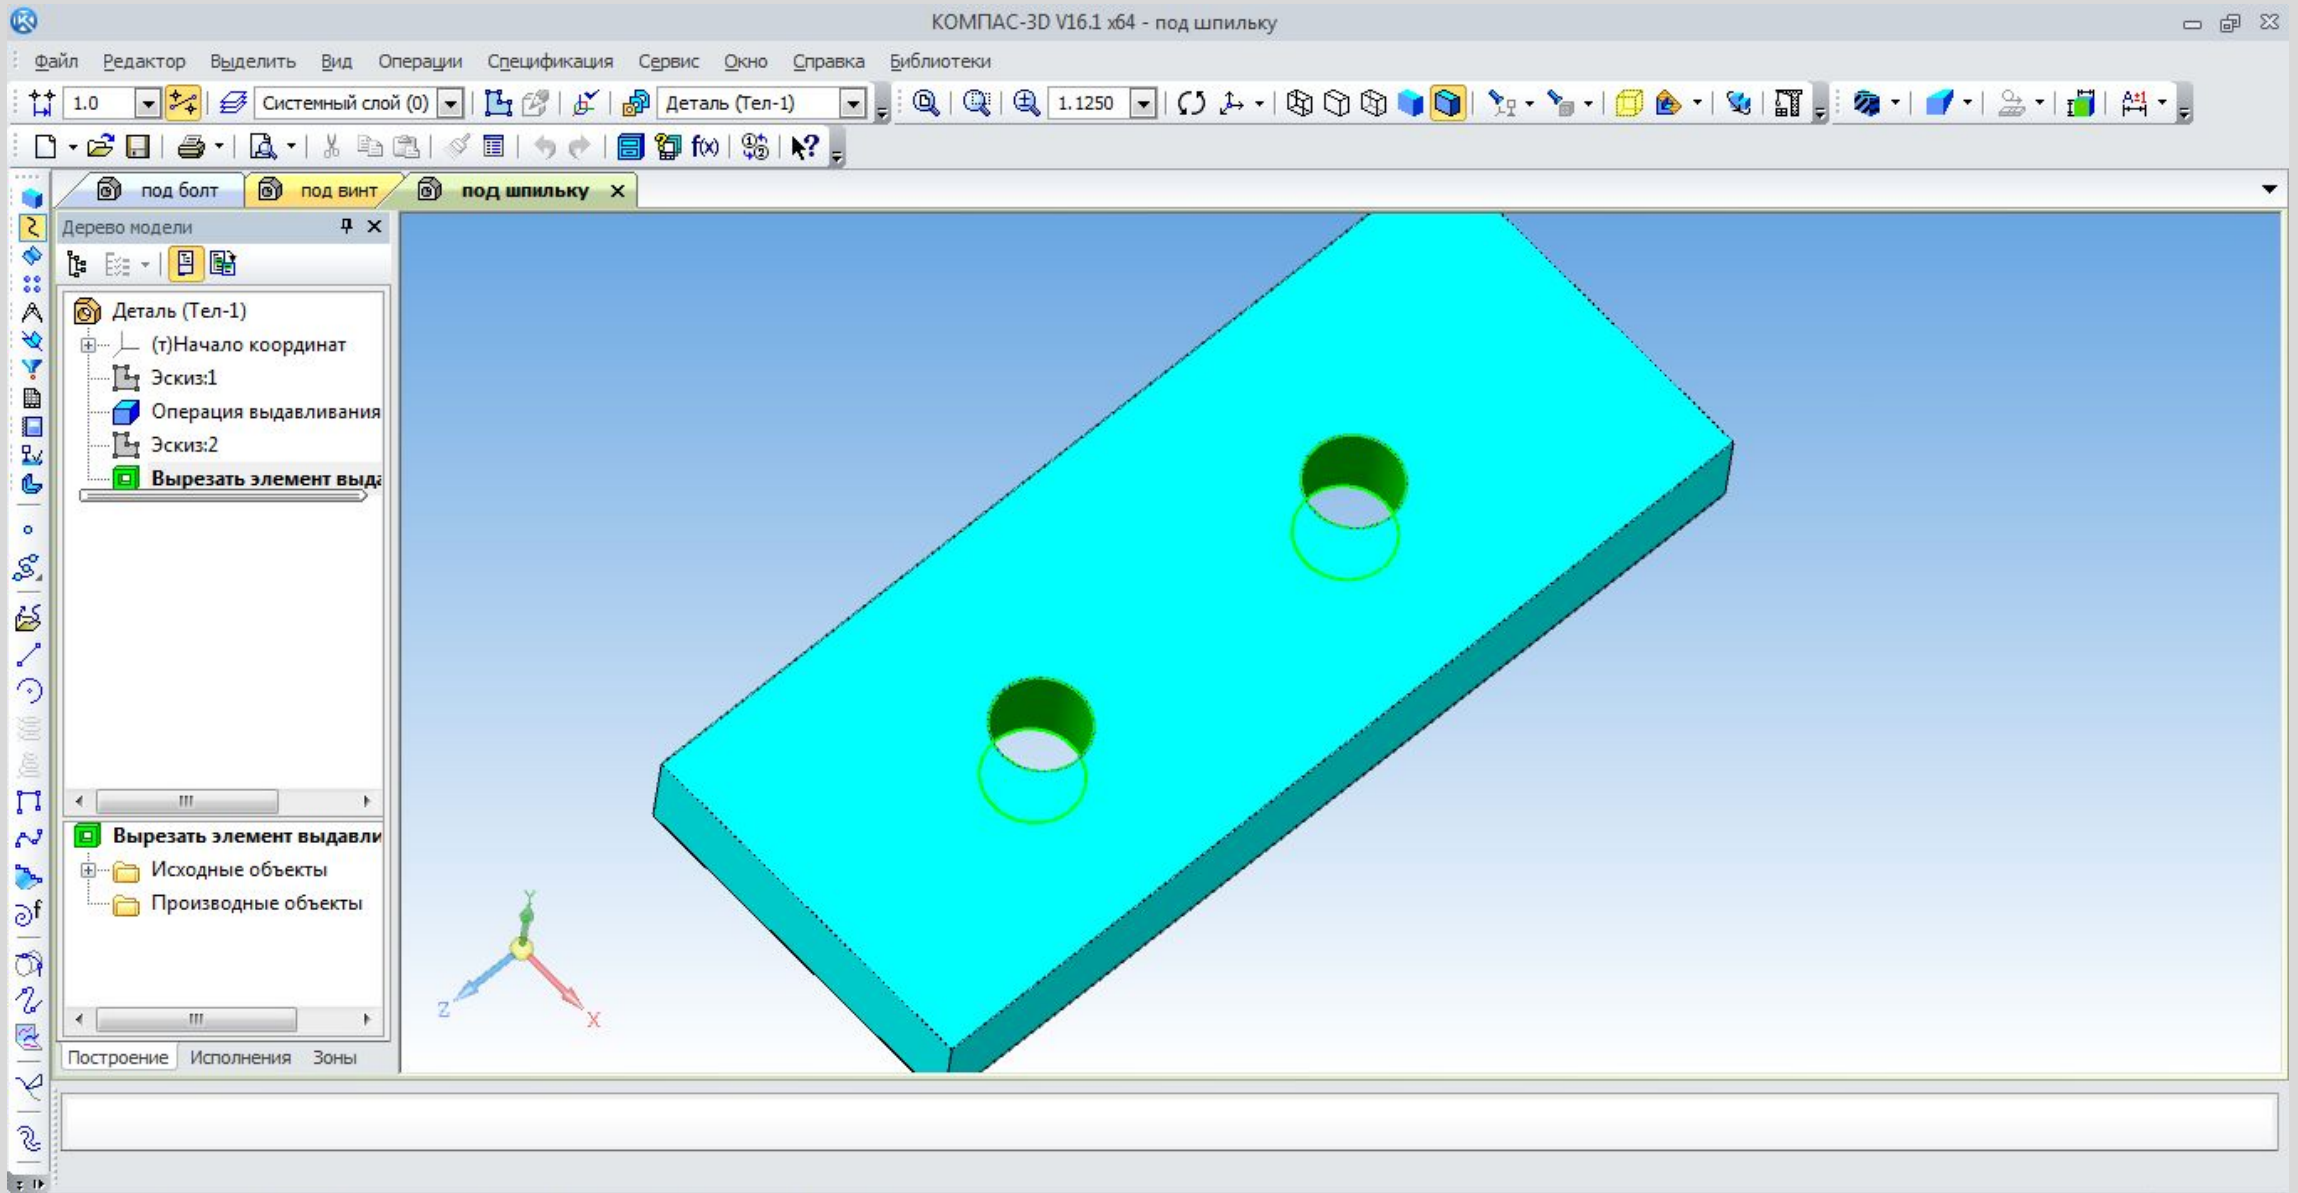 КОМПАС-3D V16.1 x64 - под шпильку
Файл Редактор Выделить Вид Операции Спецификация Сервис Окно Справка Библиотеки
1.0 Системный слой (0) Деталь (Тел-1) 1.1250
f(x)
под болт под винт под шпильку
Дерево модели
Деталь (Тел-1)
(т)Начало координат
Эскиз:1
Операция выдавливания
Эскиз:2
Вырезать элемент выда
Вырезать элемент выдавли
Исходные объекты
Производные объекты
Построение Исполнения Зоны
Y
Z
X